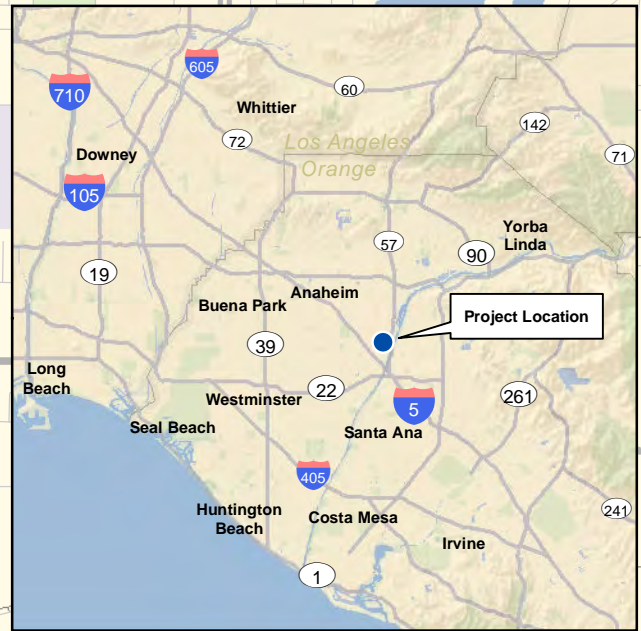 605
60
710
Whittier
142
72
Los Angeles
Orange
71
Downey
105
Yorba
Linda
57
90
19
Anaheim
Buena Park
Project Location
39
Long
Beach
22
261
Westminster
5
Seal Beach
Santa Ana
405
241
Huntington
Beach
Costa Mesa
Irvine
1